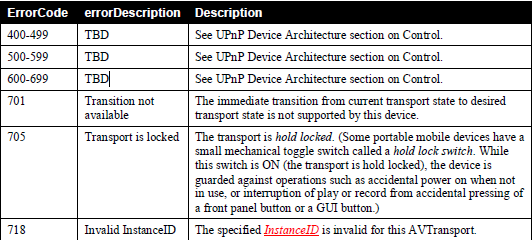 ErrorCode errorDescription Description
400-499 TBD See UPnP Device Architecture section on Control.
500-599 TBD See UPnP Device Architecture section on Control.
600-699 TBD See UPnP Device Architecture section on Control.
701 Transition not The immediate transition from current transport state to desired
available transport state is not supported by this device.
705 Transport is locked The transport is hold locked. (Some portable mobile devices have a
small mechanical toggle switch called a hold lock switch. While
this switch is ON (the transport is hold locked), the device is
guarded against operations such as accidental power on when not
in use, or interruption of play or record from accidental pressing of
a front panel button or a GUI button.)
718 Invalid InstanceID The specified InstanceID is invalid for this AVTransport.